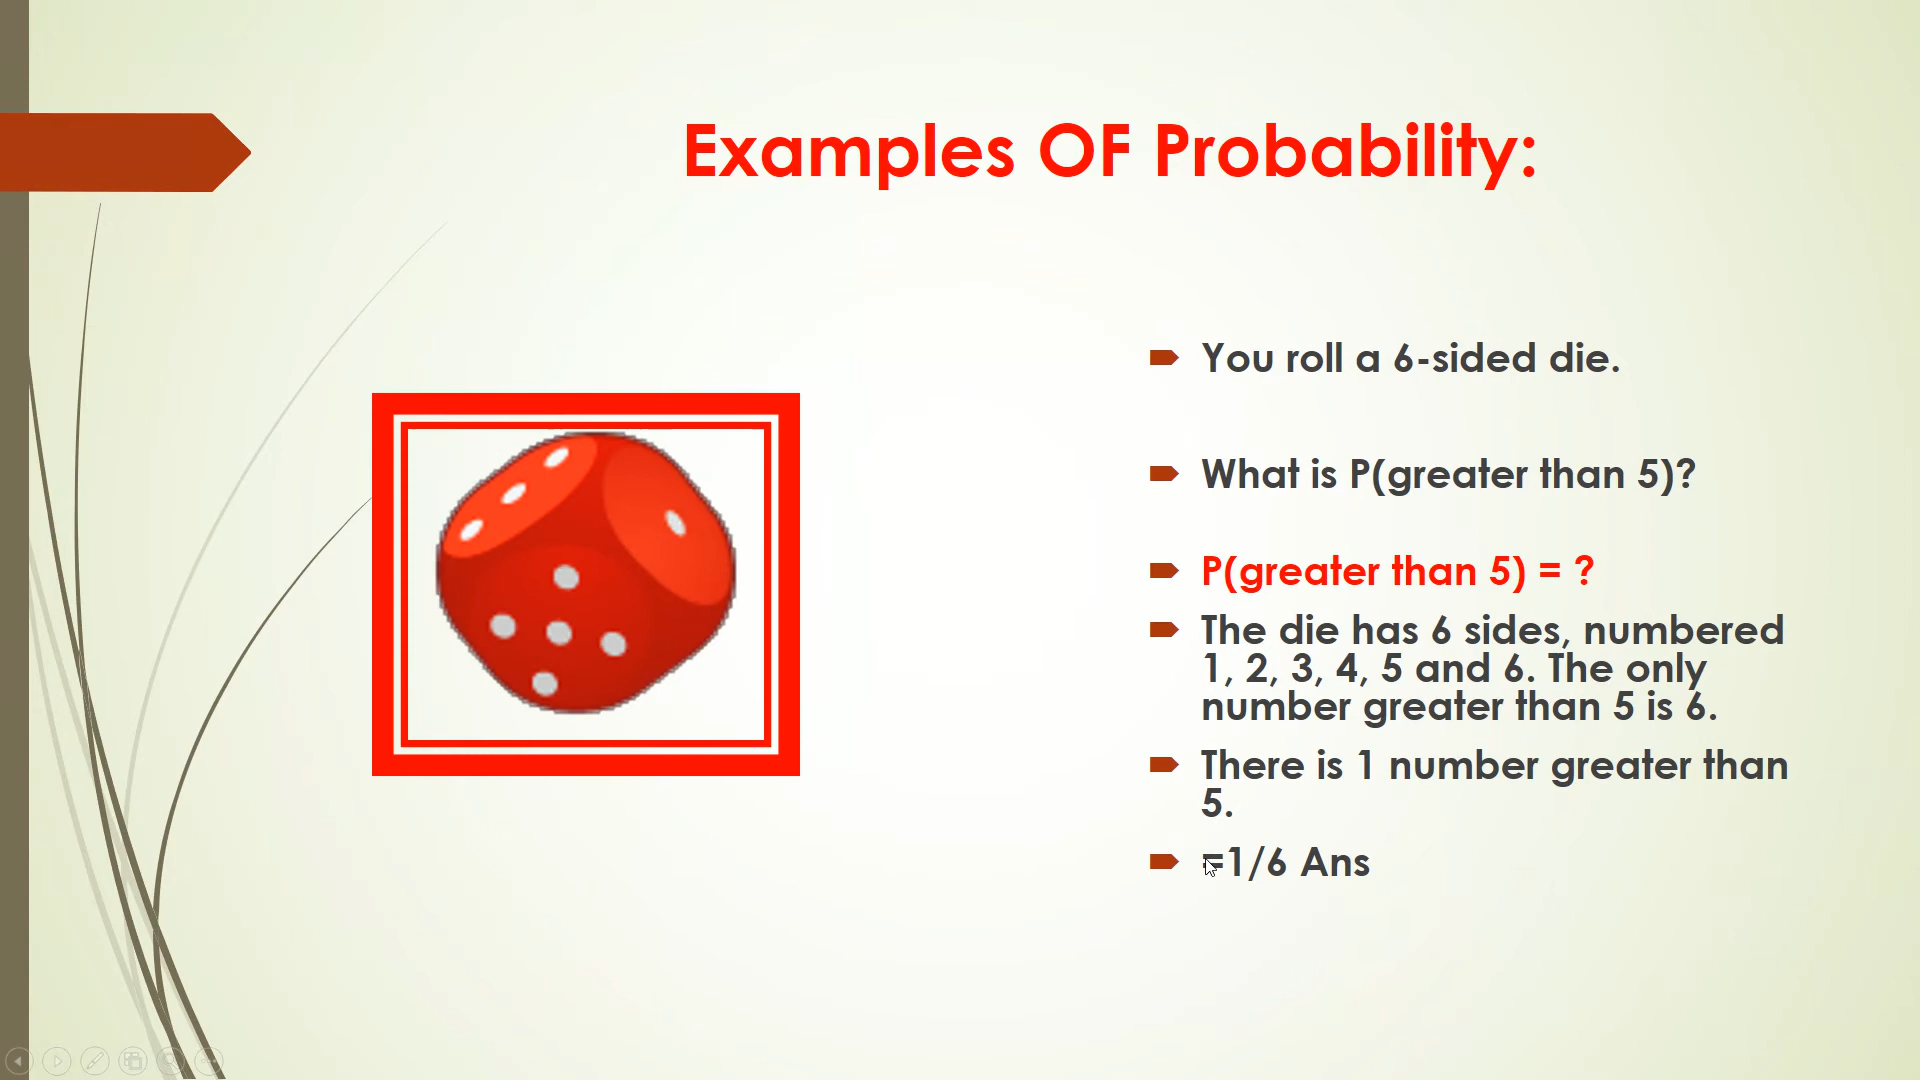 Examples OF Probability:
You roll a 6-sided die.
What is P(greater than 5)?
P(greater than 5) = ?
The die has 6 sides, numbered
1, 2, 3, 4, 5 and 6. The only
number greater than 5 is 6.
There is 1 number greater than
5.
=1/6 Ans